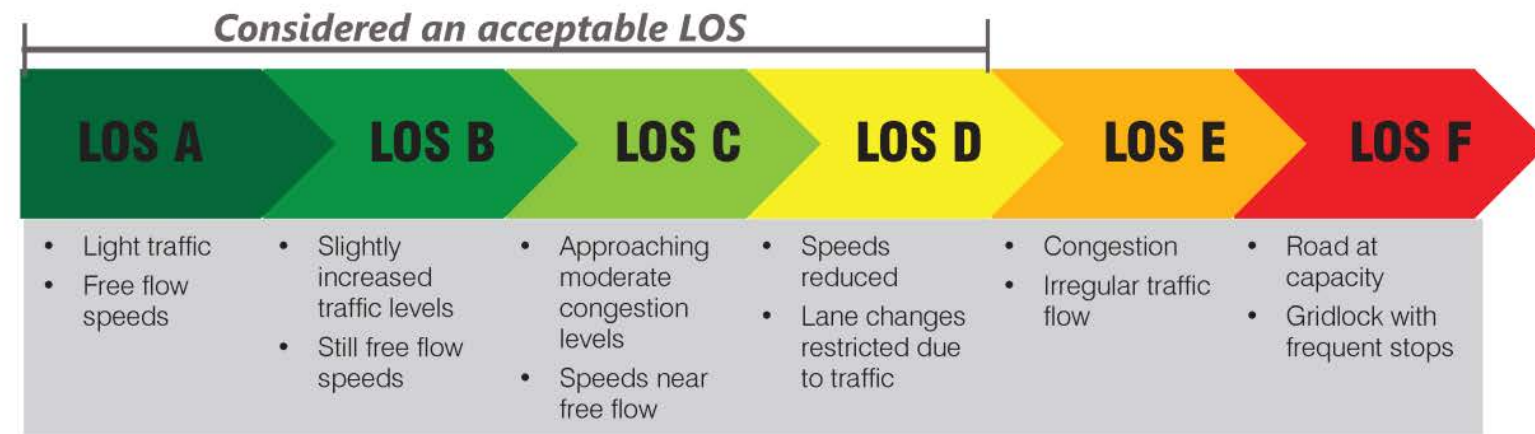 Considered an acceptable LOS
LOS A
LOS B
LOS C
LOS D
LOS E
LOS F
• Light traffic
• Free flow
speeds
• Slightly
increased
traffic levels
• Still free flow
speeds
• Approaching
moderate
congestion
levels
• Speeds near
free flow
• Speeds
reduced
• Lane changes
restricted due
to traffic
• Congestion
• Irregular traffic
flow
• Road at
capacity
• Gridlock with
frequent stops